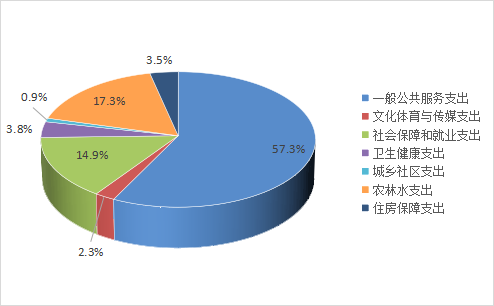 3.5%
0.9%
17.3%
3.8%
57.3%
14.9%
2.3%
一般公共服务支出
文化体育与传媒支出
社会保障和就业支出
卫生健康支出
城乡社区支出
农林水支出
住房保障支出